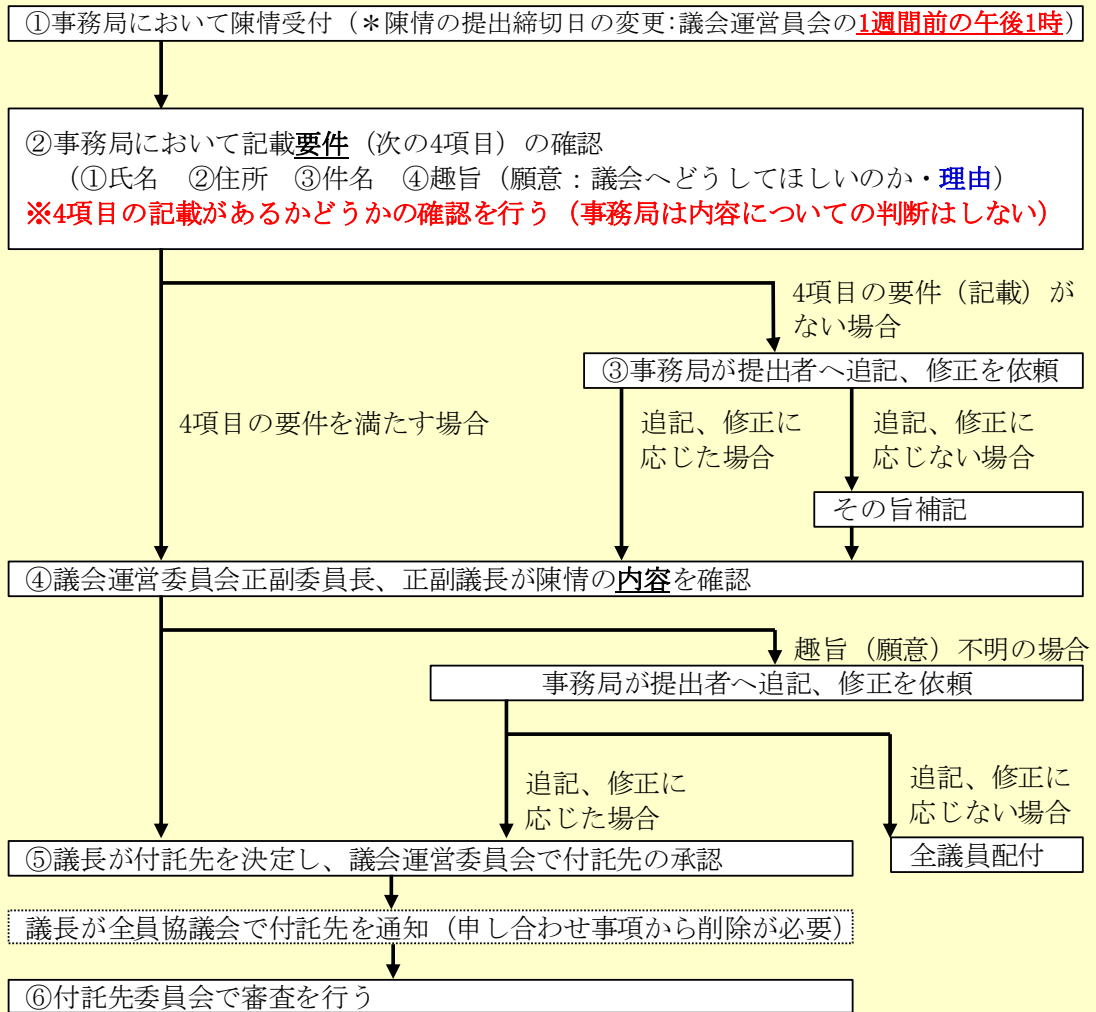 ①事務局において陳情受付（＊陳情の提出締切日の変更：議会運営員会の1週間前の午後1時）
②事務局において記載要件（次の4項目）の確認
（①氏名　②住所　③件名　④趣旨（願意：議会へどうしてほしいのか・理由）
※4項目の記載があるかどうかの確認を行う（事務局は内容についての判断はしない）
4項目の要件（記載）が
ない場合
③事務局が提出者へ追記、修正を依頼
4項目の要件を満たす場合
追記、修正に
応じた場合
追記、修正に
応じない場合
その旨補記
④議会運営委員会正副委員長、正副議長が陳情の内容を確認
趣旨（願意）不明の場合
事務局が提出者へ追記、修正を依頼
追記、修正に
応じた場合
追記、修正に
応じない場合
⑤議長が付託先を決定し、議会運営委員会で付託先の承認
全議員配付
議長が全員協議会で付託先を通知（申し合わせ事項から削除が必要）
⑥付託先委員会で審査を行う